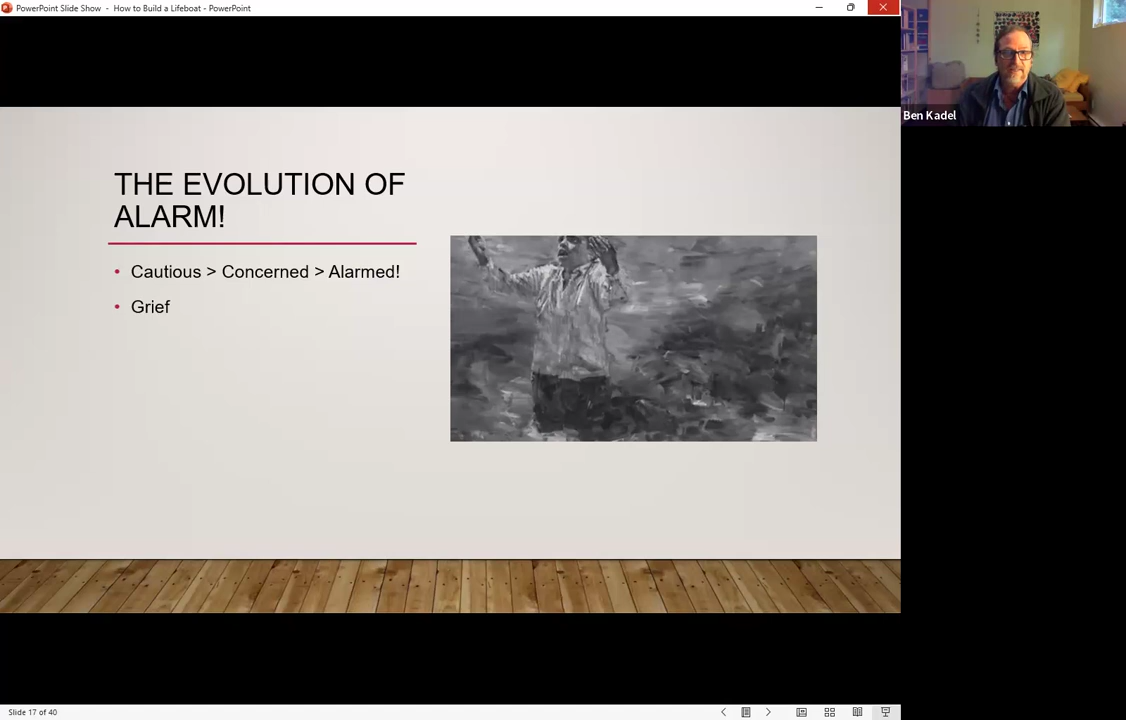 PowerPoint Slide Show - How to Build a Lifeboat - PowerPoint
Ben Kadel
THE EVOLUTION OF
ALARM!
• Cautious > Concerned > Alarmed!
• Grief
Slide 17 of 40